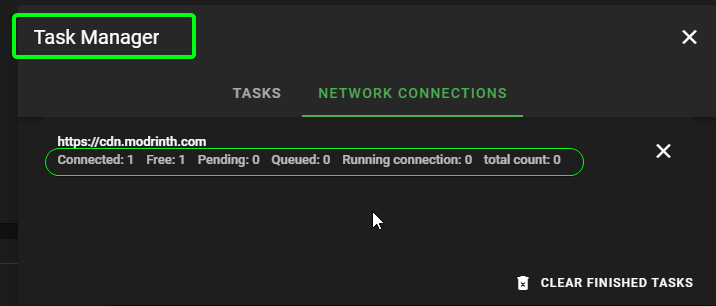 Task Manager
TASKS NETWORK CONNECTIONS
https://cdn.modrinth.com
Connected: 1 Free: 1 Pending: 0 Queued: 0 Running connection: 0 total count: 0
CLEAR FINISHED TASKS